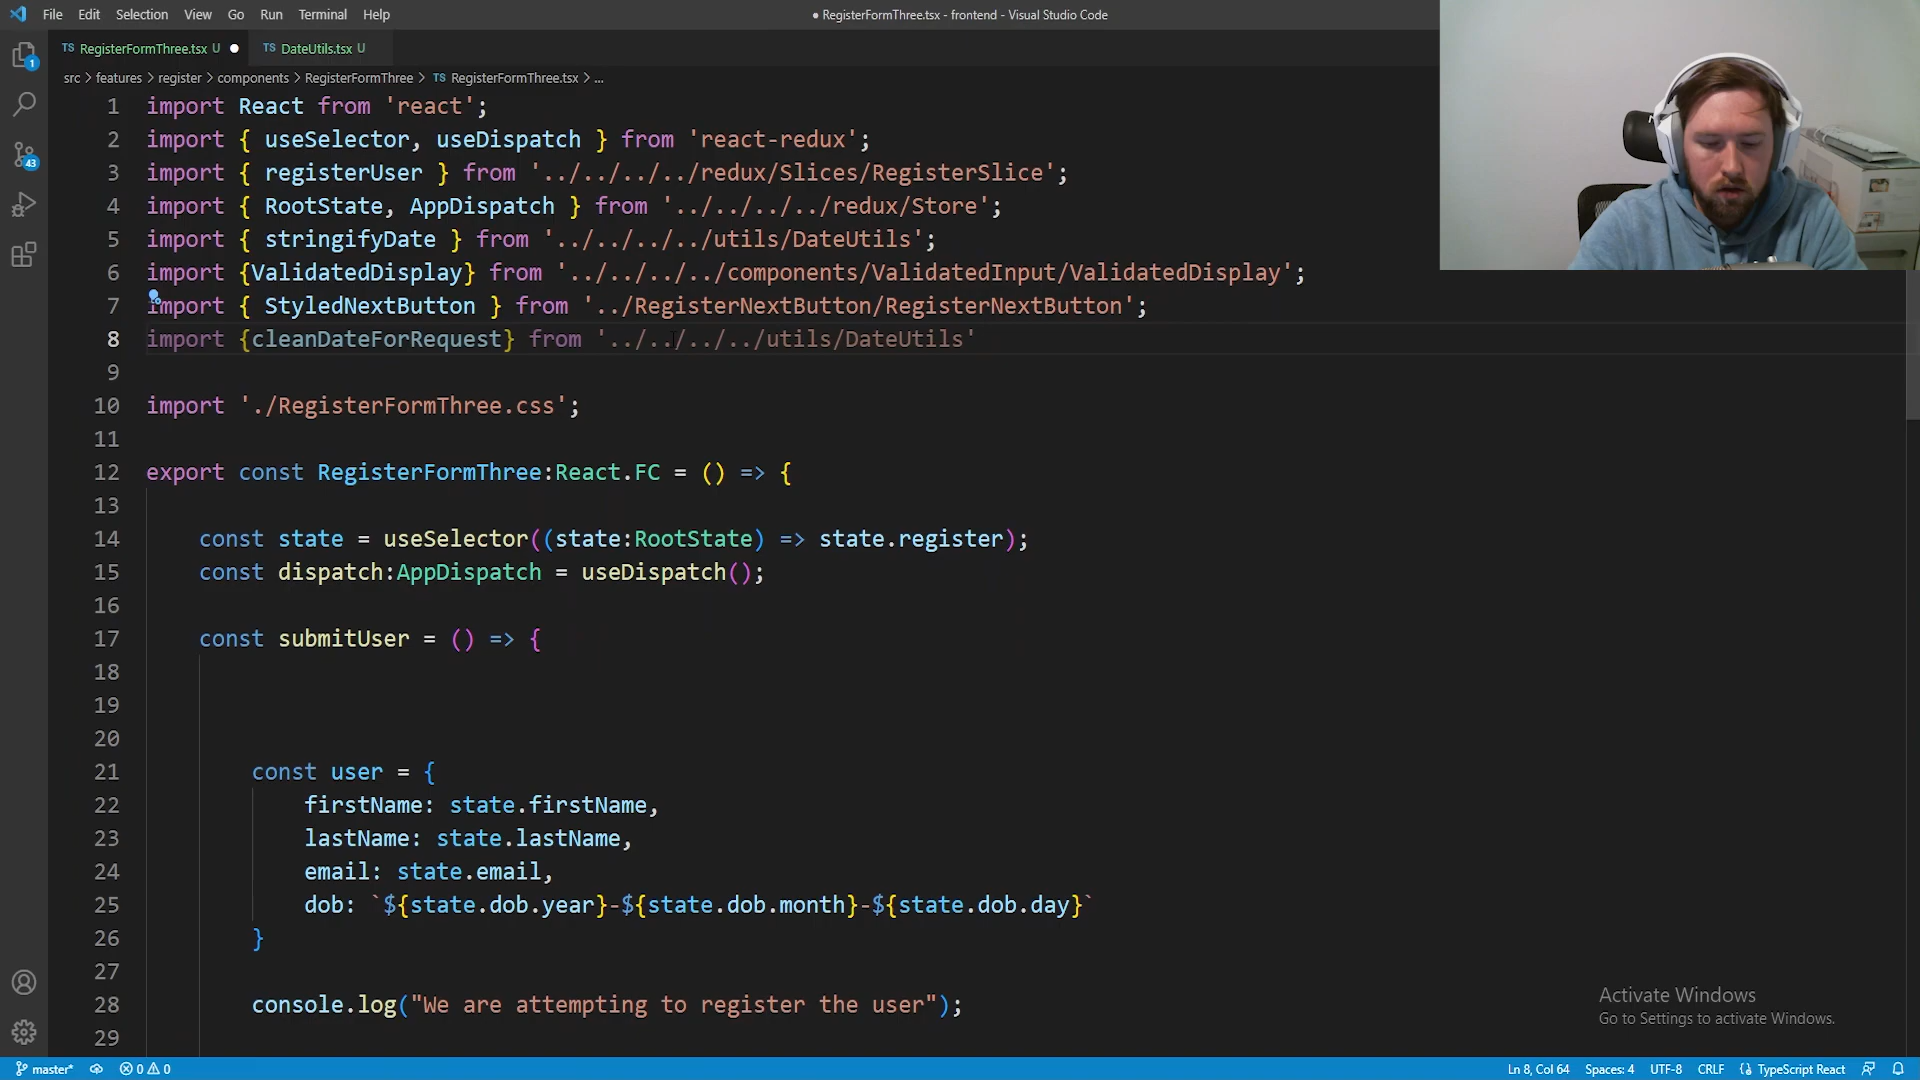 File Edit Selection View Go Run Terminal Help
● RegisterFormThree.tsx - frontend - Visual Studio Code
TS RegisterFormThree.tsx U ●
TS DateUtils.tsx U
src > features > register > components > RegisterFormThree > TS RegisterFormThree.tsx > ...
1 import React from 'react';
2 import { useSelector, useDispatch } from 'react-redux';
3 import { registerUser } from '../../../../redux/Slices/RegisterSlice';
4 import { RootState, AppDispatch } from '../../../../redux/Store';
5 import { stringifyDate } from '../../../../utils/DateUtils';
6 import {ValidatedDisplay} from '../../../../components/ValidatedInput/ValidatedDisplay';
7 import { StyledNextButton } from '../RegisterNextButton/RegisterNextButton';
8 import {cleanDateForRequest} from '../../../../utils/DateUtils'
9
10 import './RegisterFormThree.css';
11
12 export const RegisterFormThree:React.FC = () => {
13
14 const state = useSelector((state:RootState) => state.register);
15 const dispatch:AppDispatch = useDispatch();
16
17 const submitUser = () => {
18
19
20
21 const user = {
22 firstName: state.firstName,
23 lastName: state.lastName,
24 email: state.email,
25 dob: `${state.dob.year}-${state.dob.month}-${state.dob.day}`
26 }
27
28 console.log("We are attempting to register the user");
29
1
43
Activate Windows
Go to Settings to activate Windows.
master* 0 0
Ln 8, Col 64 Spaces: 4 UTF-8 CRLF {} TypeScript React